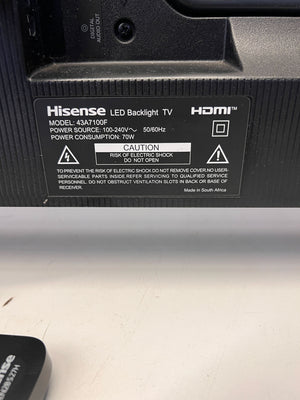 DIGITAL
AUDIO OUT
Hisense LED Backlight TV HDMI™
MODEL: 43A7100F
POWER SOURCE: 100-240V~ 50/60Hz
POWER CONSUMPTION: 70W
CAUTION
RISK OF ELECTRIC SHOCK
DO NOT OPEN
TO PREVENT THE RISK OF ELECTRIC SHOCK DO NOT REMOVE COVER.NO USER-
SERVICEABLE PARTS INSIDE.REFER SERVICING TO QUALIFIED SERVICE
PERSONNEL. DO NOT OBSTRUCT VENTILATION SLOTS IN BACK OR BASE OF
RECEIVER.
Made in South Africa